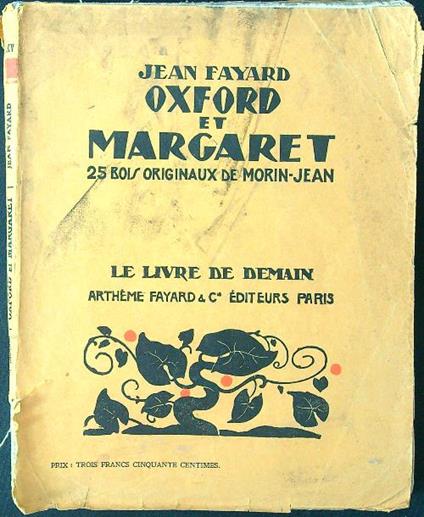 JEAN FAYARD
OXFORD
ET
MARGARET
25 BOIS ORIGINAUX DE MORIN-JEAN
LE LIVRE DE DEMAIN
ARTHÈME FAYARD & Cie ÉDITEURS PARIS
PRIX : TROIS FRANCS CINQUANTE CENTIMES.
JEAN FAYARD
OXFORD ET MARGARET